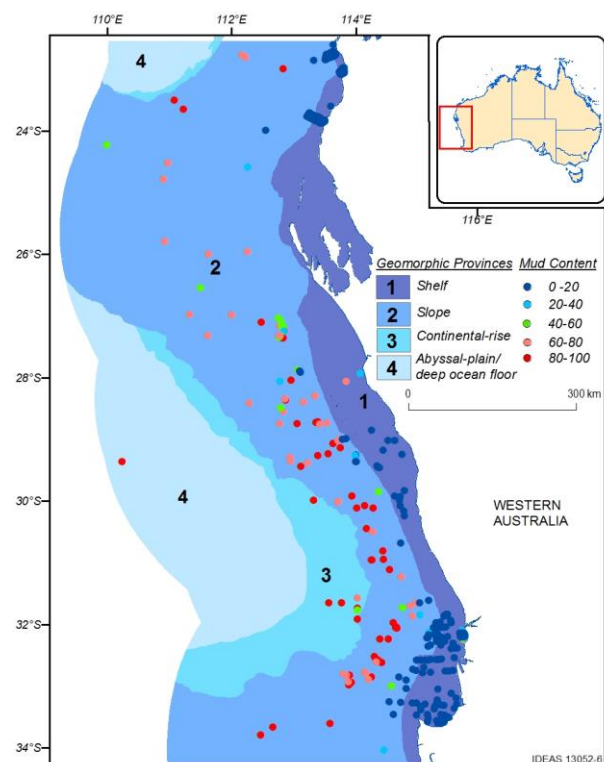 110°E 112°E 114°E
4
24°S
116°E
26°S
2
Geomorphic Provinces Mud Content
1 Shelf 0 -20
2 Slope 20-40
3 Continental-rise 40-60
4 Abyssal-plain/ deep ocean floor 60-80
80-100
28°S
1
0 300 km
4
30°S
WESTERN
AUSTRALIA
3
32°S
34°S
IDEAS 13052-6